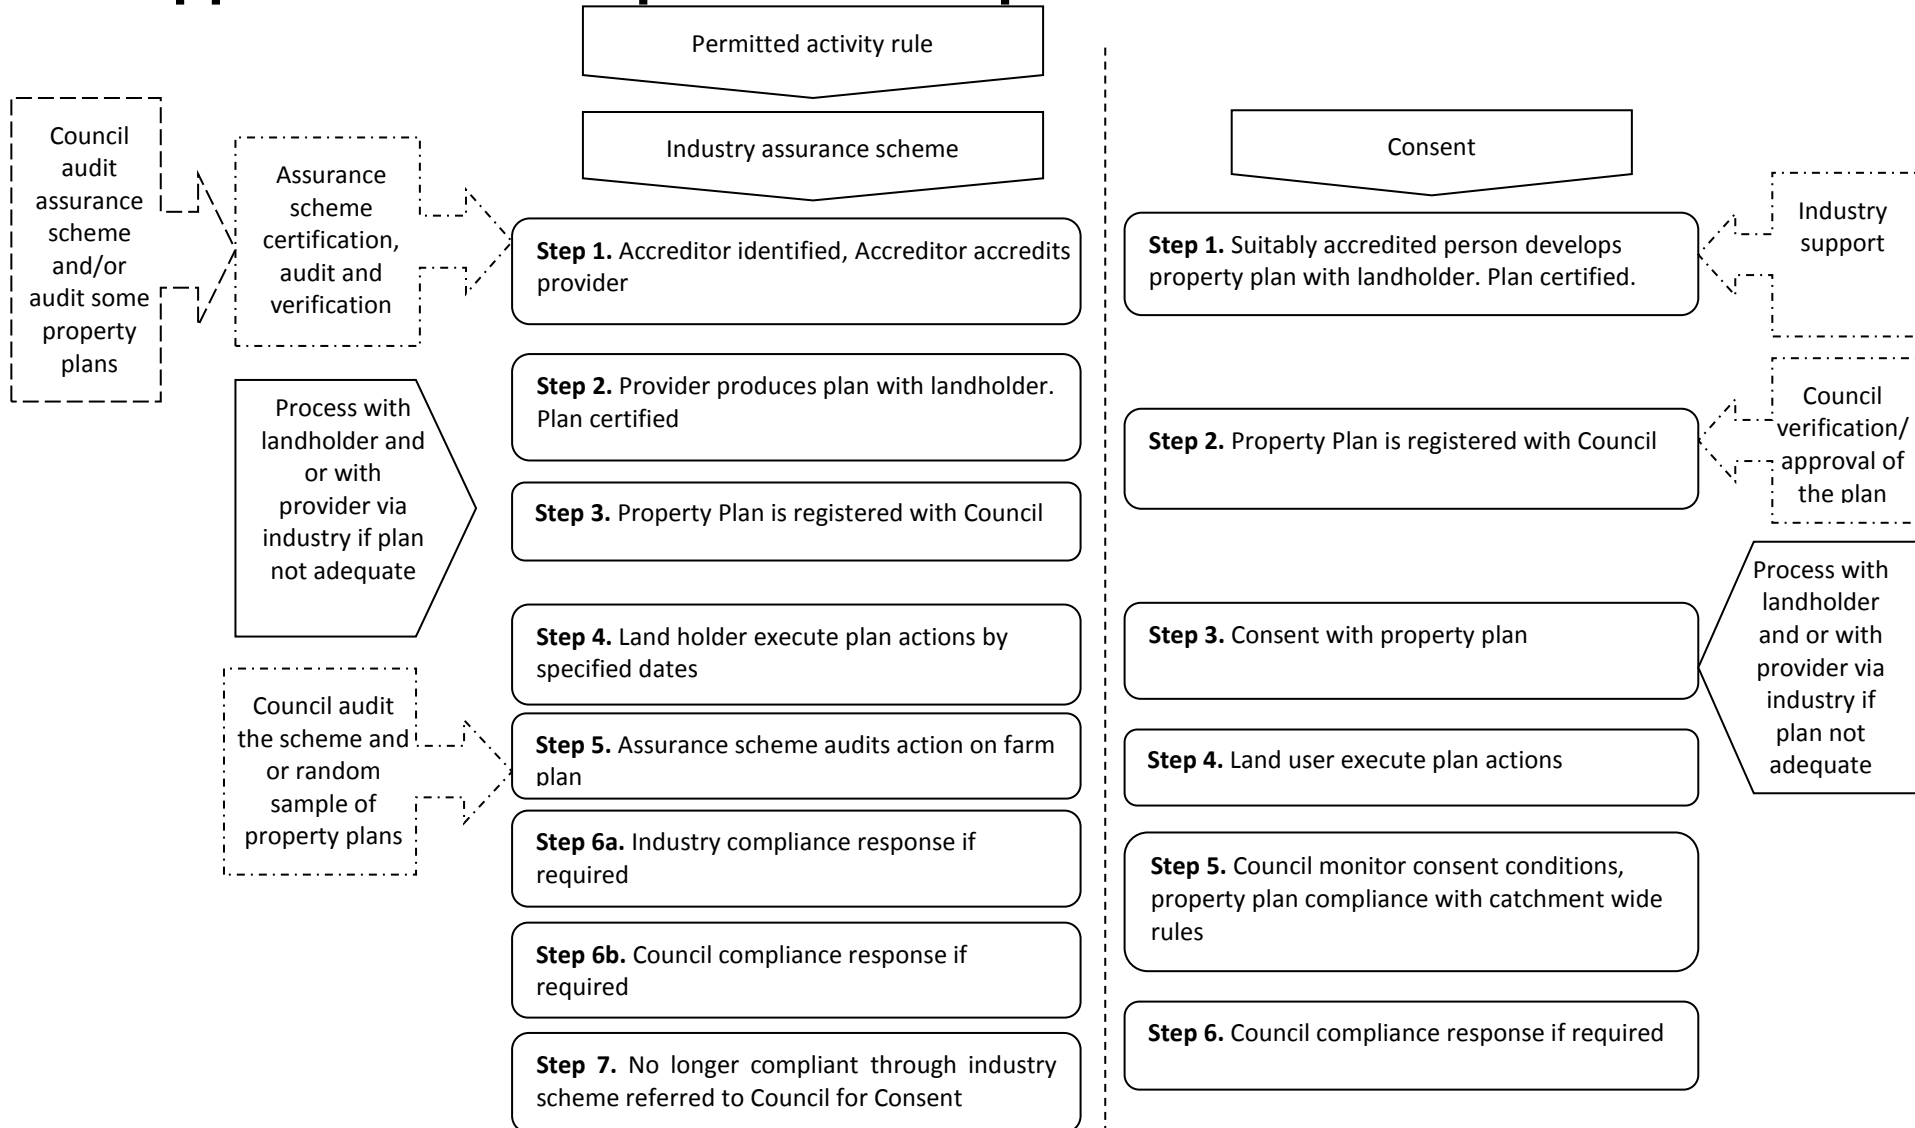 Permitted activity rule
Industry assurance scheme
Council
audit
assurance
scheme
and/or
audit some
property
plans
Assurance
scheme
certification,
audit and
verification
Step 1. Accreditor identified, Accreditor accredits
provider
Step 2. Provider produces plan with landholder.
Plan certified
Process with
landholder and
or with
provider via
industry if plan
not adequate
Step 3. Property Plan is registered with Council
Step 4. Land holder execute plan actions by
specified dates
Council audit
the scheme and
or random
sample of
property plans
Step 5. Assurance scheme audits action on farm
plan
Step 6a. Industry compliance response if
required
Step 6b. Council compliance response if
required
Step 7. No longer compliant through industry
scheme referred to Council for Consent
Consent
Step 1. Suitably accredited person develops
property plan with landholder. Plan certified.
Industry
support
Step 2. Property Plan is registered with Council
Council
verification/
approval of
the plan
Step 3. Consent with property plan
Process with
landholder
and or with
provider via
industry if
plan not
adequate
Step 4. Land user execute plan actions
Step 5. Council monitor consent conditions,
property plan compliance with catchment wide
rules
Step 6. Council compliance response if required